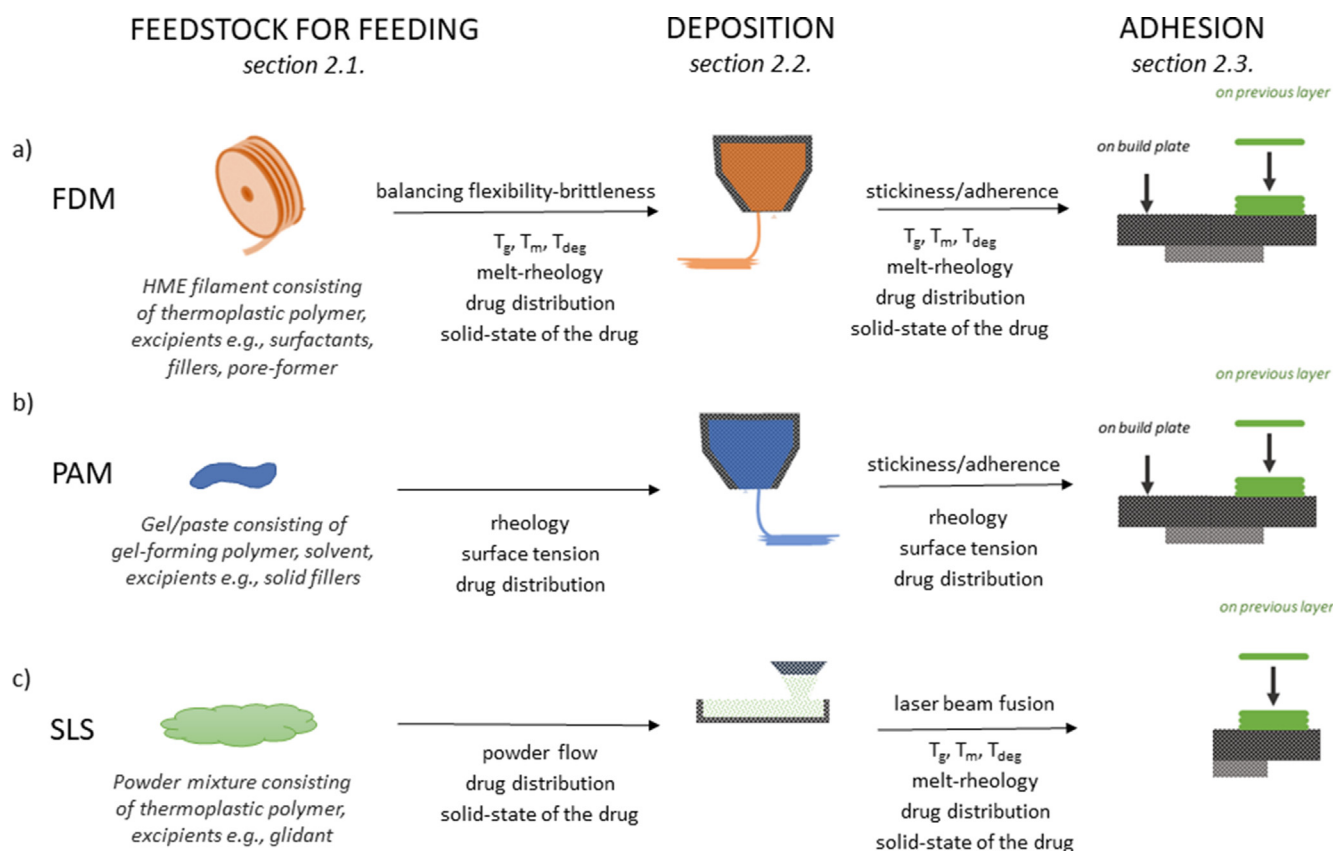 FEEDSTOCK FOR FEEDING
section 2.1.
DEPOSITION
section 2.2.
ADHESION
section 2.3.
a)
FDM
HME filament consisting
of thermoplastic polymer,
excipients e.g., surfactants,
fillers, pore-former
balancing flexibility-brittleness
Tg, Tm, Tdeg
melt-rheology
drug distribution
solid-state of the drug
stickiness/adherence
Tg, Tm, Tdeg
melt-rheology
drug distribution
solid-state of the drug
on build plate
on previous layer
b)
PAM
Gel/paste consisting of
gel-forming polymer, solvent,
excipients e.g., solid fillers
rheology
surface tension
drug distribution
stickiness/adherence
rheology
surface tension
drug distribution
on build plate
on previous layer
c)
SLS
Powder mixture consisting
of thermoplastic polymer,
excipients e.g., glidant
powder flow
drug distribution
solid-state of the drug
laser beam fusion
Tg, Tm, Tdeg
melt-rheology
drug distribution
solid-state of the drug
on previous layer